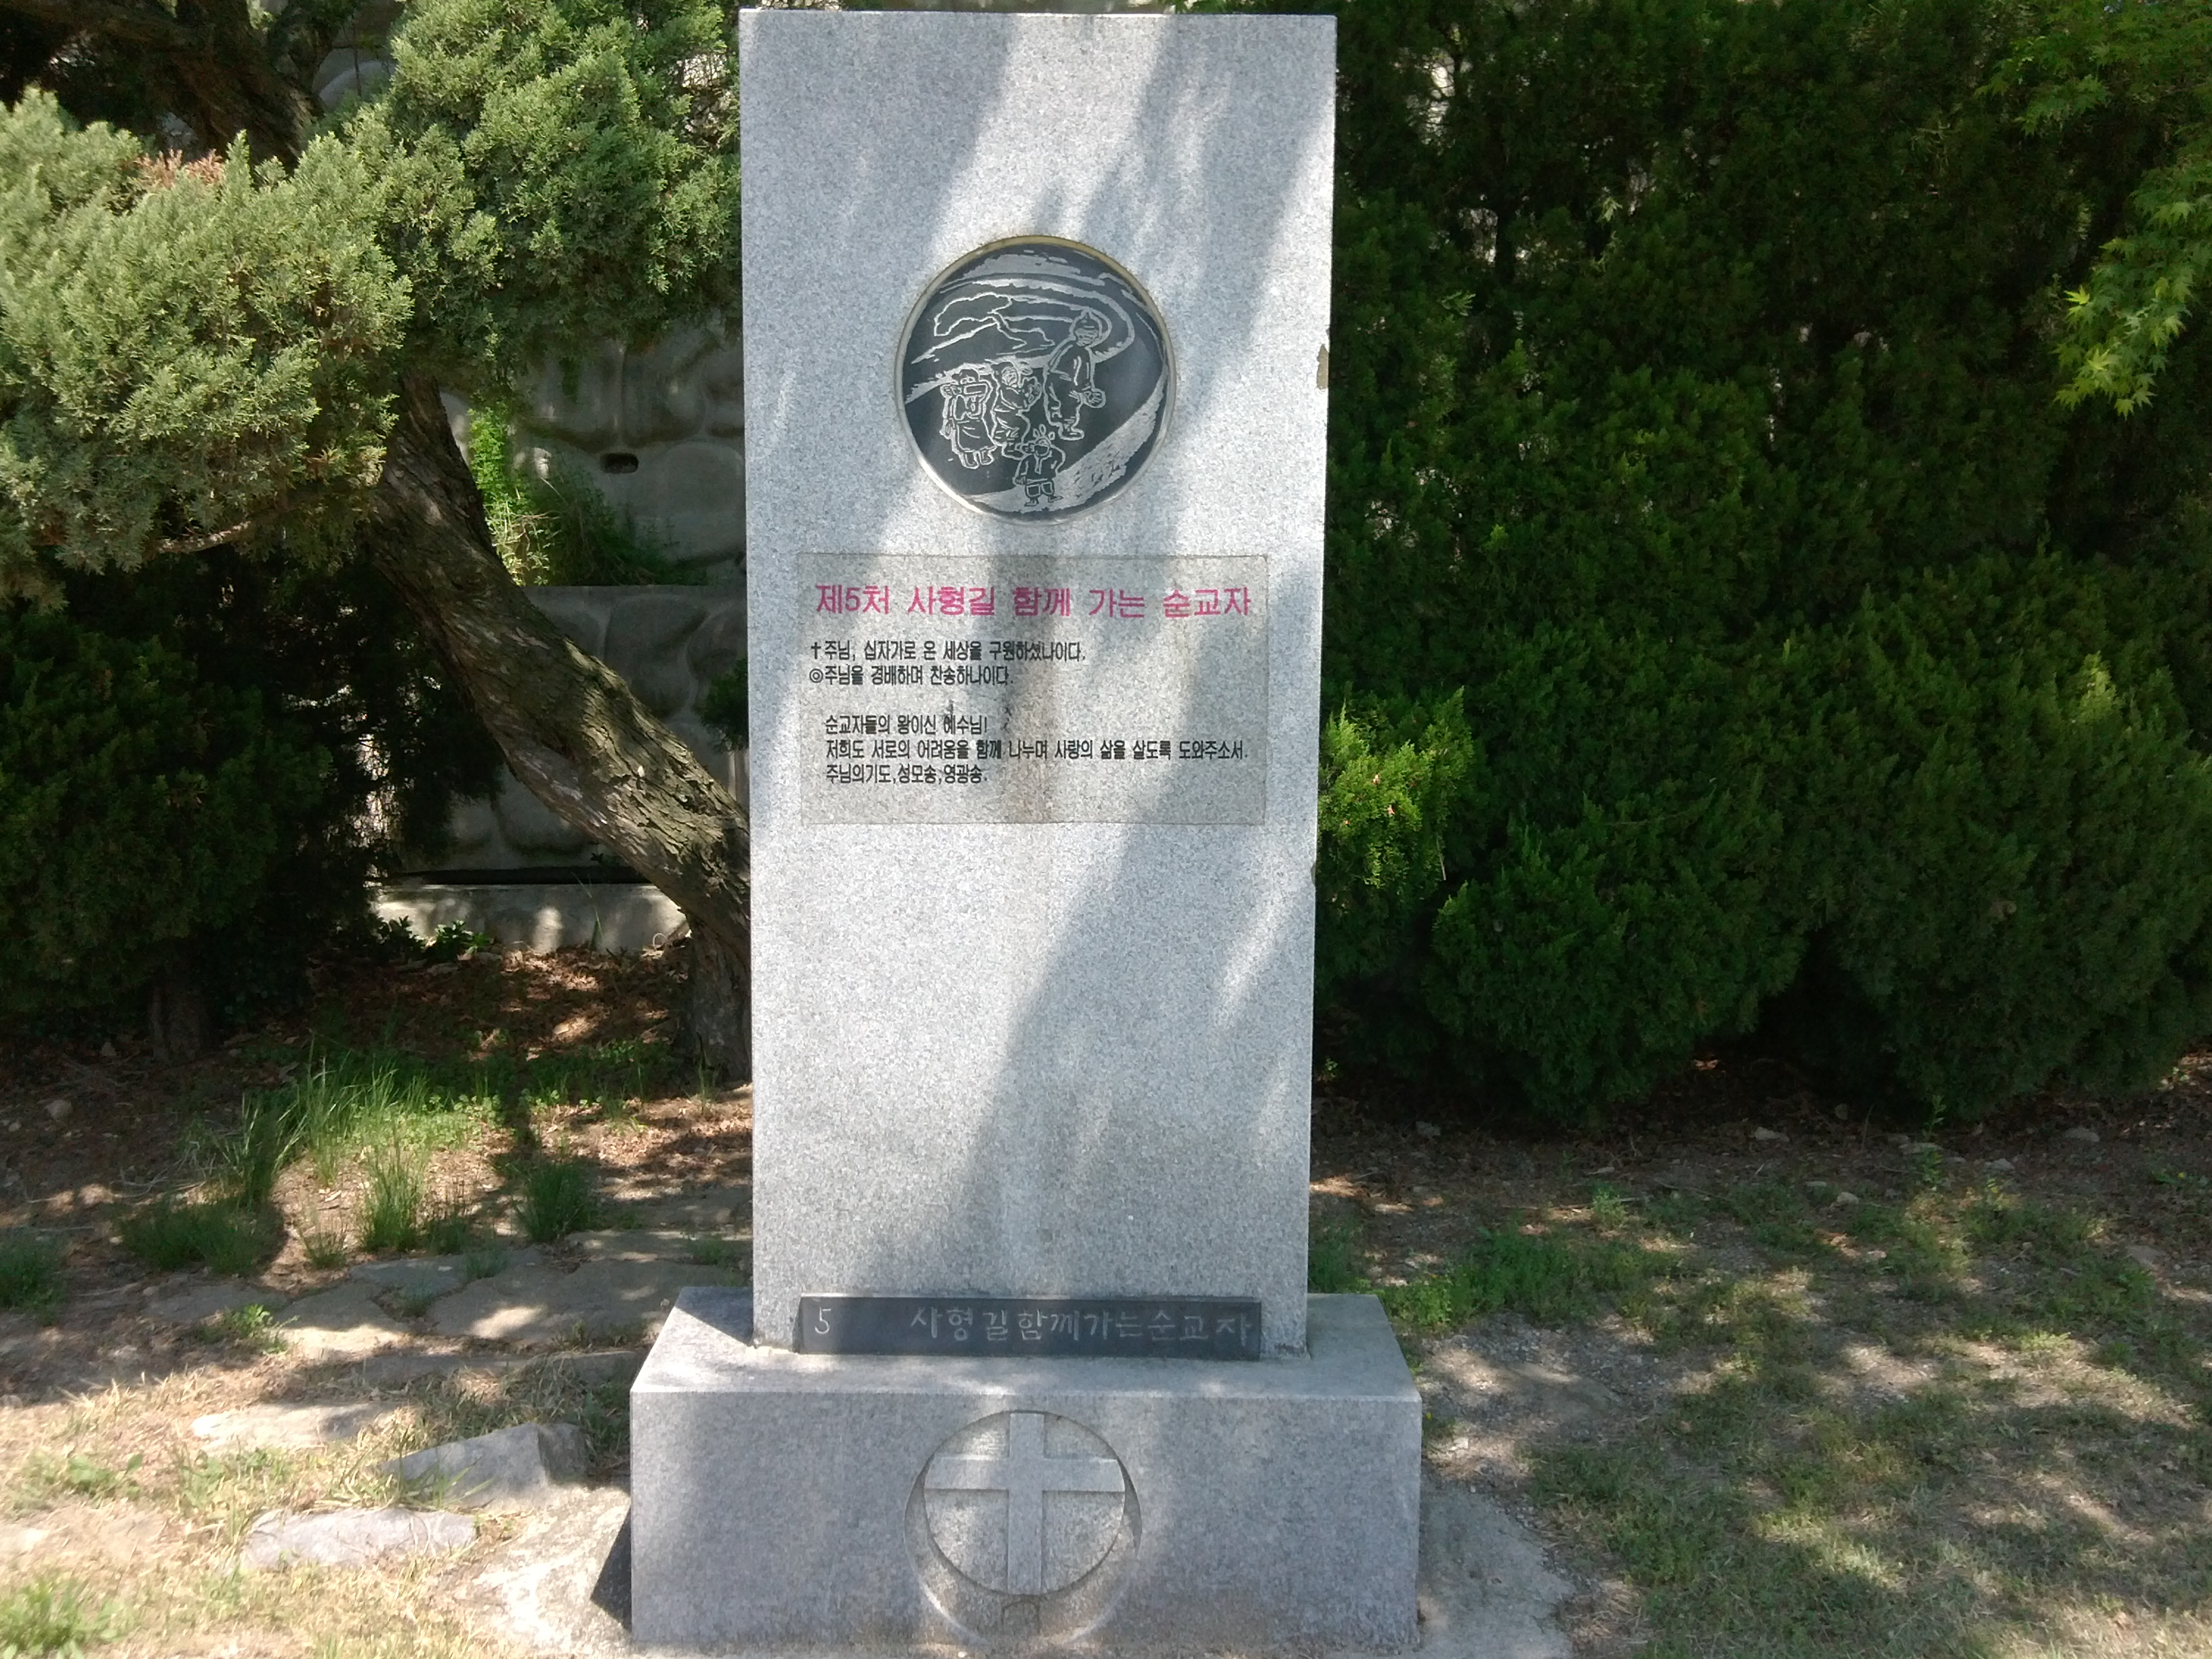 제5처 사형길 함께 가는 순교자
✝주님, 십자가로 온 세상을 구원하셨나이다.
◎주님을 경배하며 찬송하나이다.
순교자들의 왕이신 예수님!
저희도 서로의 어려움을 함께 나누며 사랑의 삶을 살도록 도와주소서.
주님의기도,성모송,영광송.
5 사형길함께가는순교자